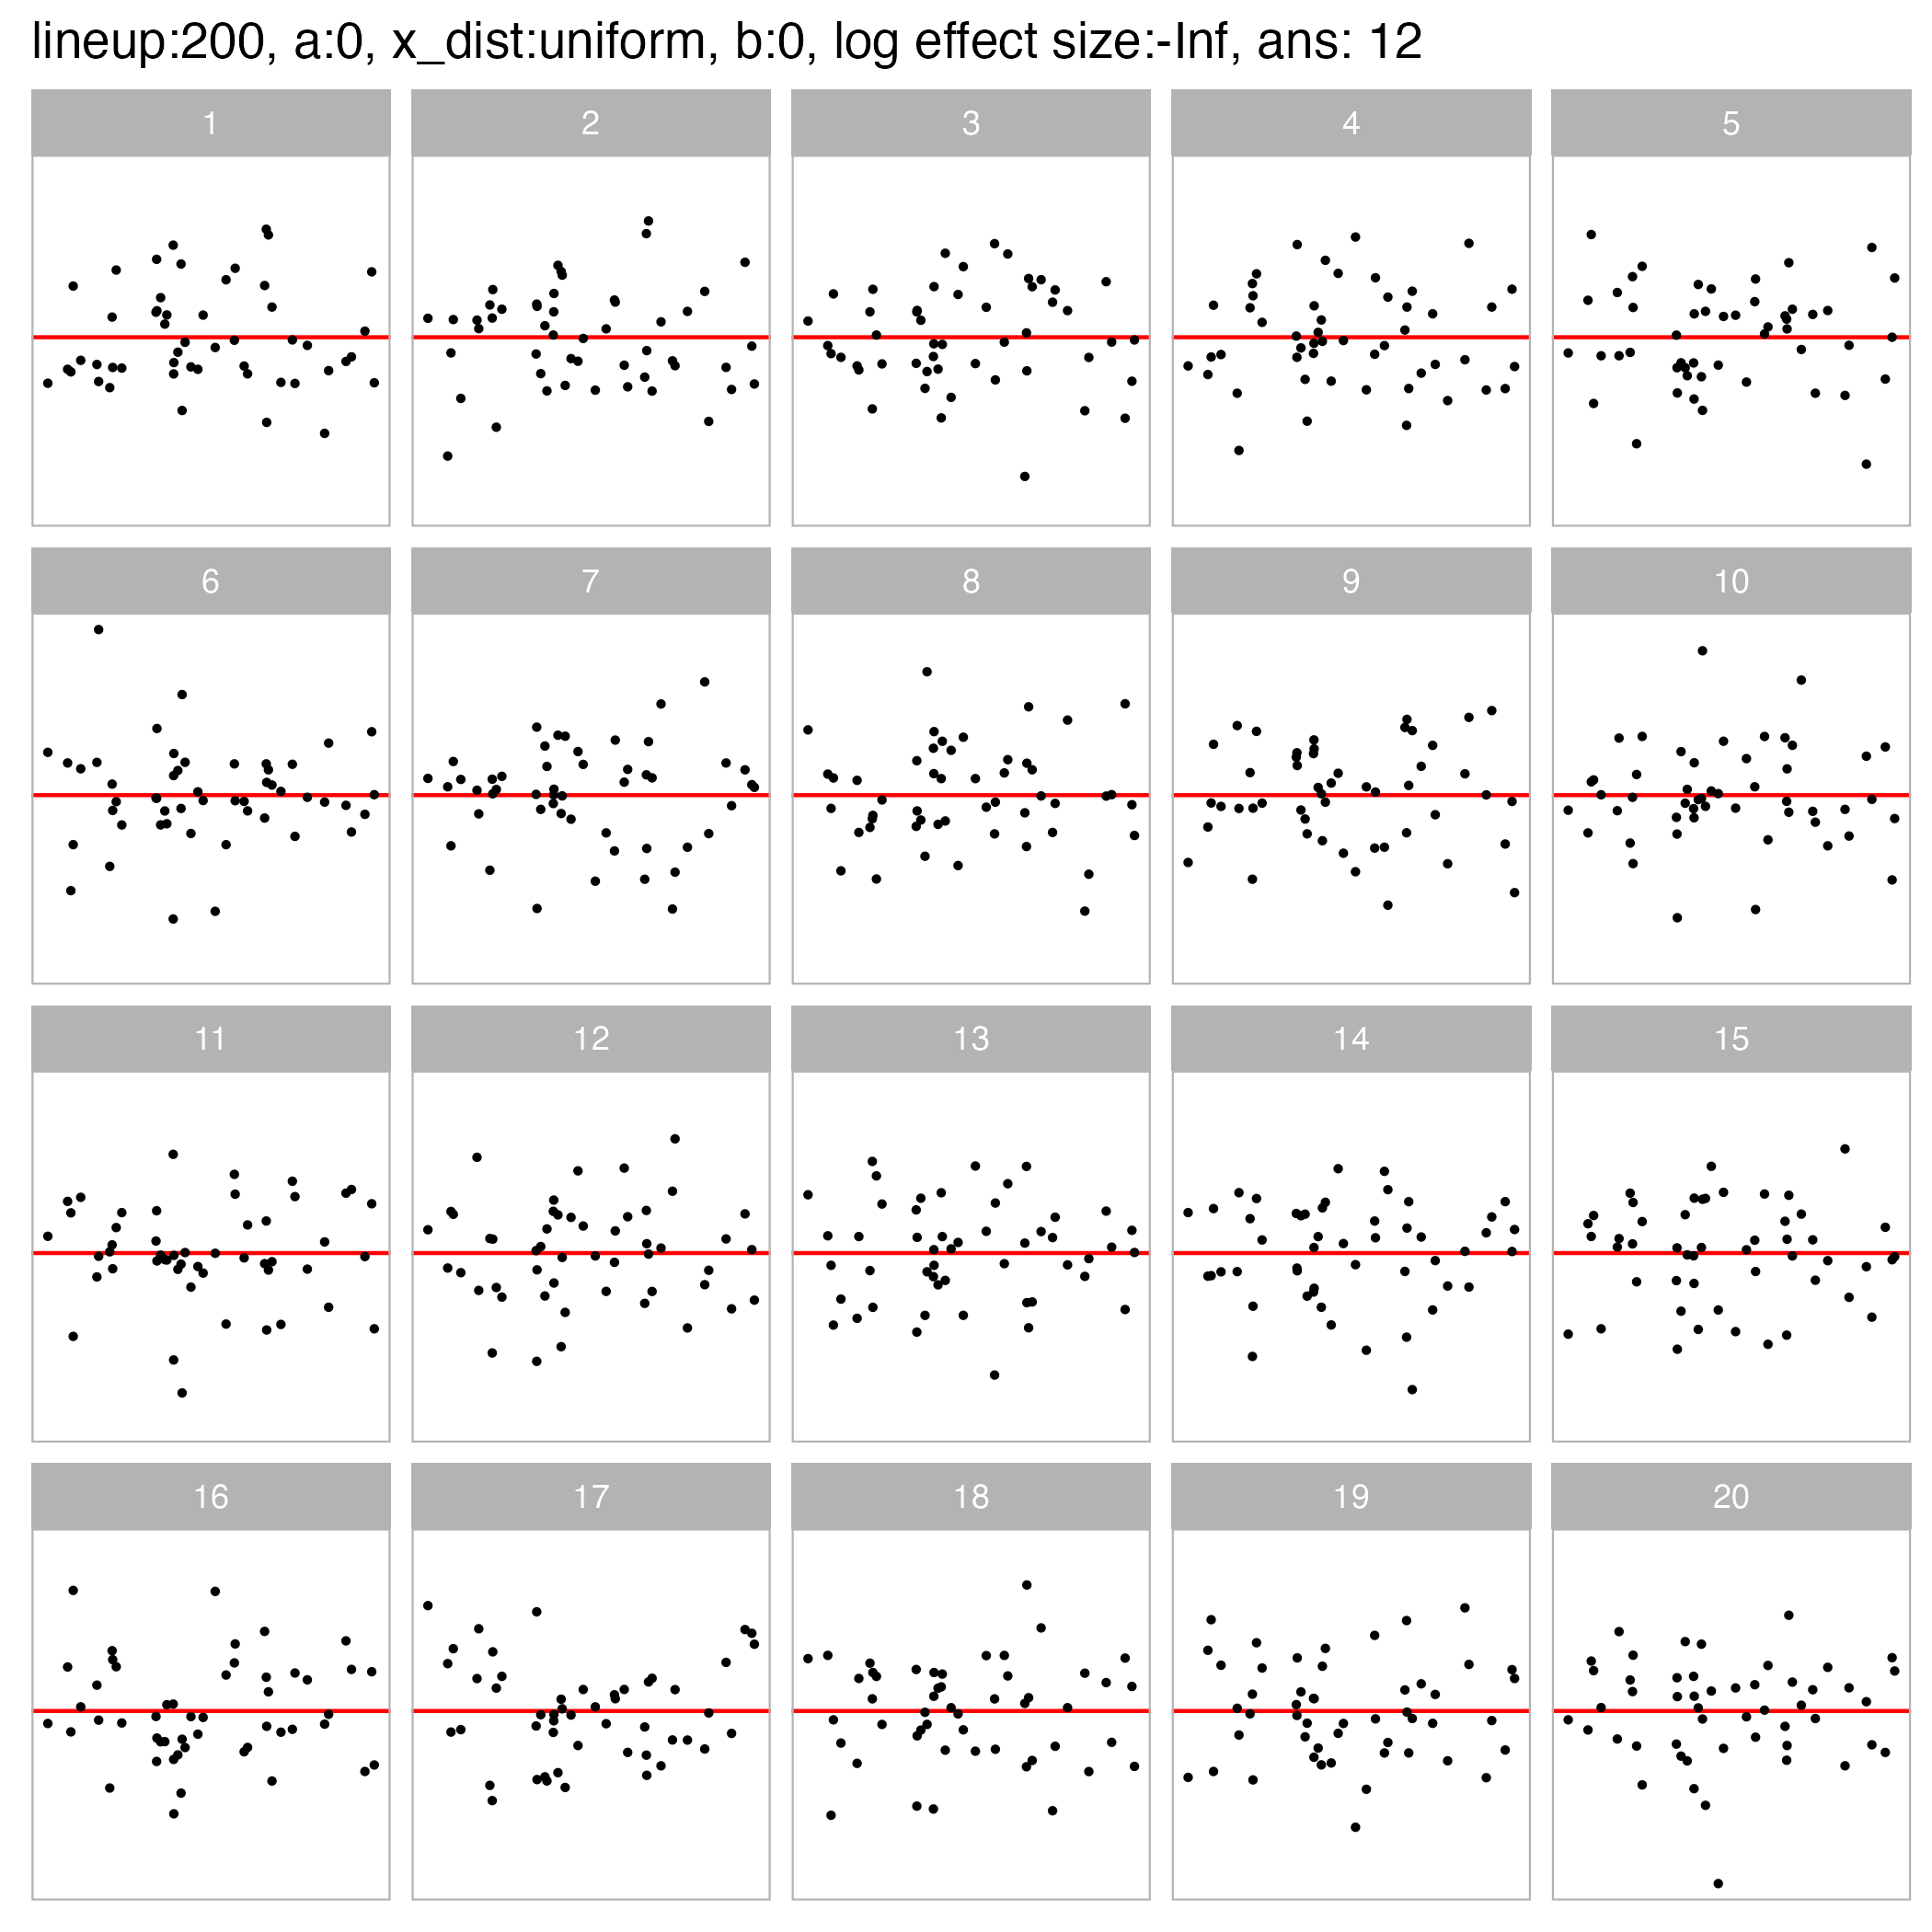 lineup:200, a:0, x_dist:uniform, b:0, log effect size:-Inf, ans: 12
1 2 3 4 5
6 7 8 9 10
11 12 13 14 15
16 17 18 19 20